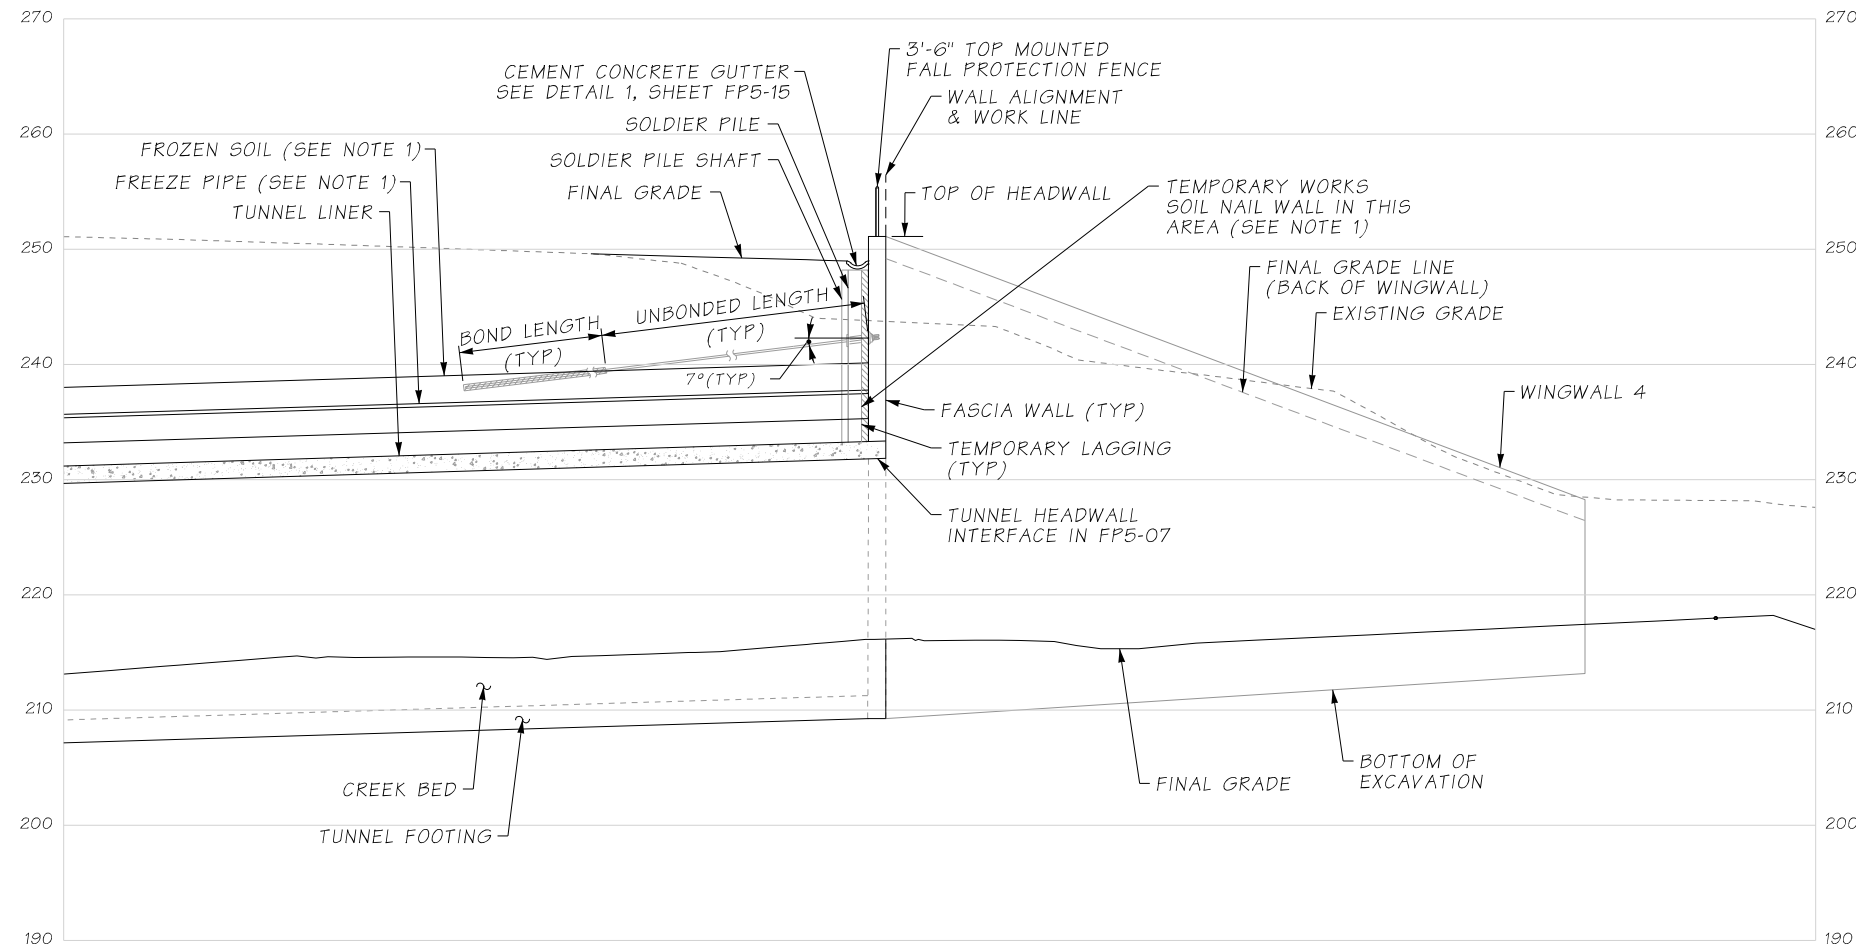 270
270
3'-6" TOP MOUNTED
FALL PROTECTION FENCE
CEMENT CONCRETE GUTTER
SEE DETAIL 1, SHEET FP5-15
WALL ALIGNMENT
& WORK LINE
SOLDIER PILE
260
260
FROZEN SOIL (SEE NOTE 1)
SOLDIER PILE SHAFT
FREEZE PIPE (SEE NOTE 1)
FINAL GRADE
TOP OF HEADWALL
TEMPORARY WORKS
SOIL NAIL WALL IN THIS
AREA (SEE NOTE 1)
TUNNEL LINER
250
250
FINAL GRADE LINE
(BACK OF WINGWALL)
EXISTING GRADE
UNBONDED LENGTH
(TYP)
BOND LENGTH
(TYP)
240
240
7°(TYP)
WINGWALL 4
FASCIA WALL (TYP)
TEMPORARY LAGGING
(TYP)
230
230
TUNNEL HEADWALL
INTERFACE IN FP5-07
220
220
210
210
CREEK BED
FINAL GRADE
BOTTOM OF
EXCAVATION
200
200
TUNNEL FOOTING
190
190